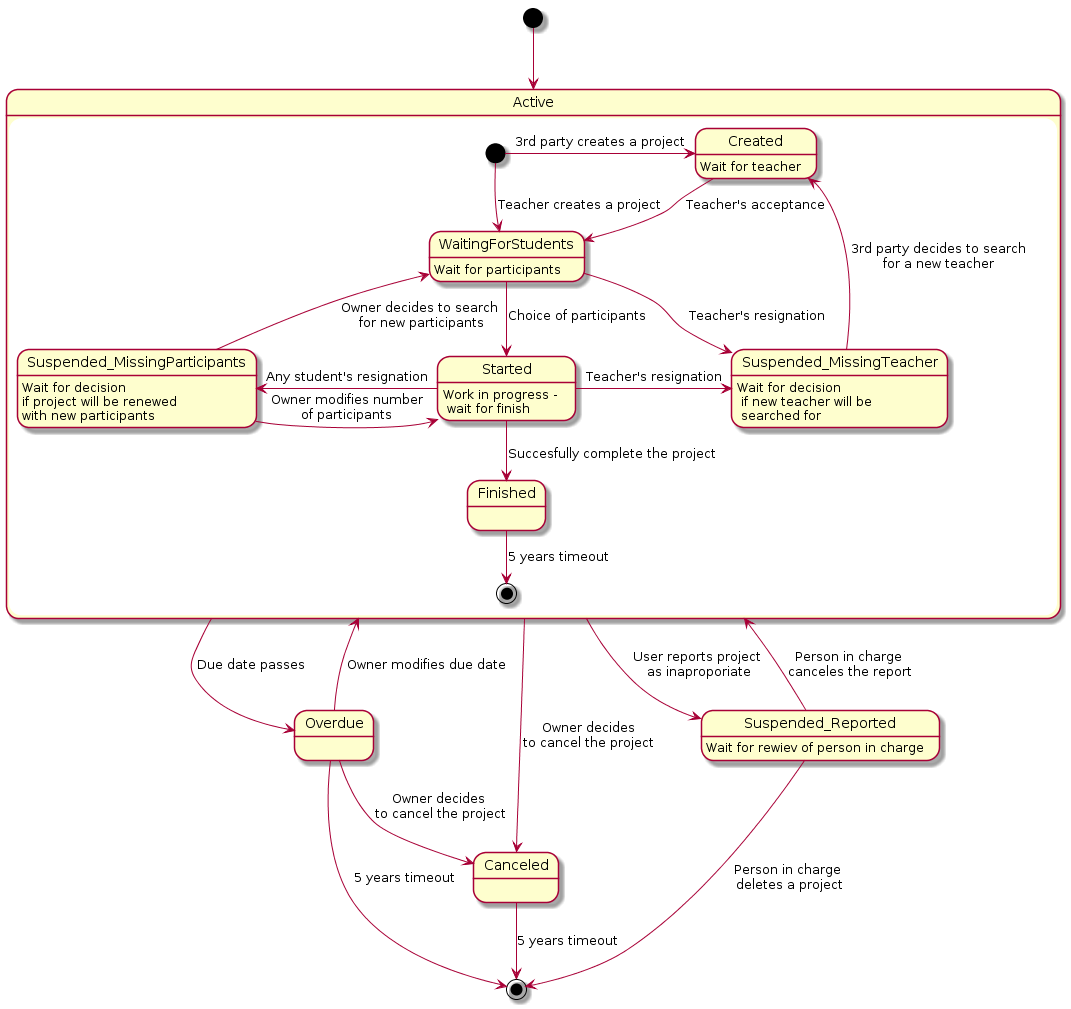 Active
3rd party creates a project
Created
Wait for teacher
Teacher creates a project
Teacher's acceptance
WaitingForStudents
Wait for participants
3rd party decides to search
for a new teacher
Owner decides to search
for new participants
Choice of participants
Teacher's resignation
Suspended_MissingParticipants
Wait for decision
if project will be renewed
with new participants
Any student's resignation
Owner modifies number
of participants
Started
Work in progress -
wait for finish
Teacher's resignation
Suspended_MissingTeacher
Wait for decision
if new teacher will be
searched for
Succesfully complete the project
Finished
5 years timeout
Due date passes
Owner modifies due date
User reports project
as inaproporiate
Person in charge
canceles the report
Overdue
Owner decides
to cancel the project
Suspended_Reported
Wait for rewiev of person in charge
Owner decides
to cancel the project
Canceled
5 years timeout
Person in charge
deletes a project
5 years timeout